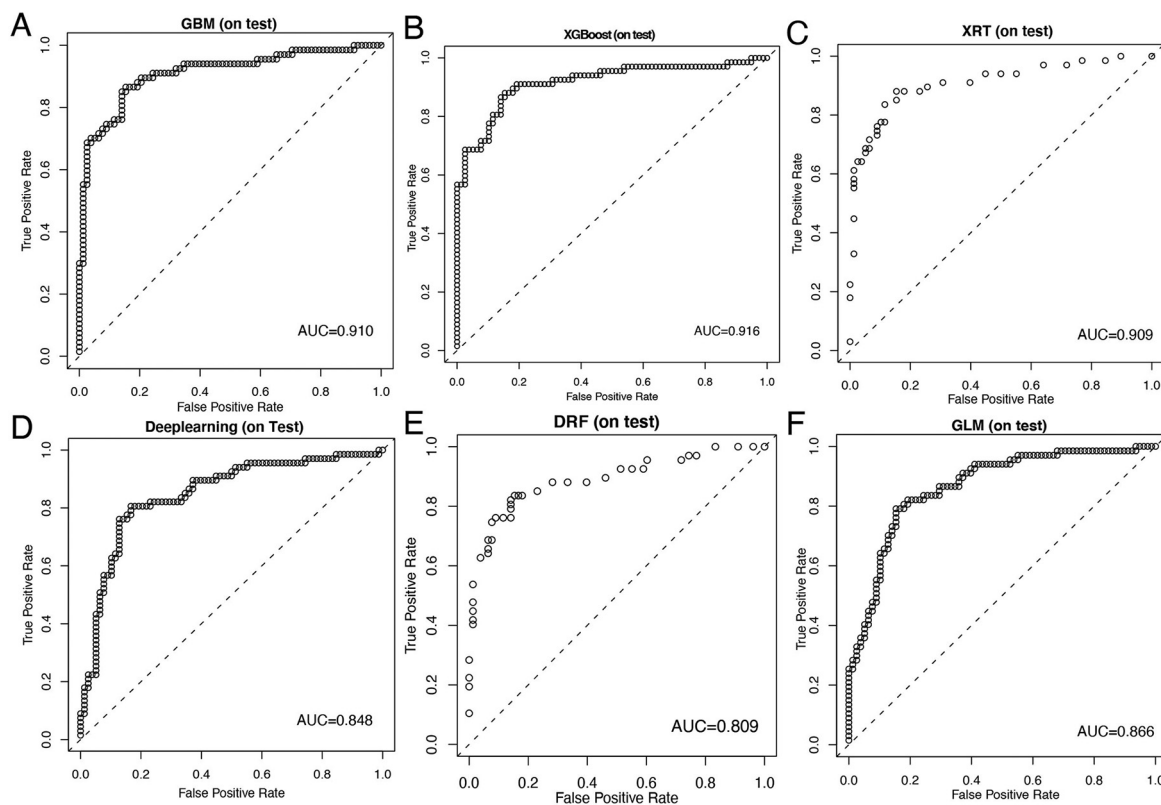 A
GBM (on test)
True Positive Rate
1.0
0.8
0.6
0.4
0.2
0.0
AUC=0.910
0.0 0.2 0.4 0.6 0.8 1.0
False Positive Rate
B
XGBoost (on test)
True Positive Rate
1.0
0.8
0.6
0.4
0.2
0.0
AUC=0.916
0.0 0.2 0.4 0.6 0.8 1.0
False Positive Rate
C
XRT (on test)
True Positive Rate
1.0
0.8
0.6
0.4
0.2
0.0
AUC=0.909
0.0 0.2 0.4 0.6 0.8 1.0
False Positive Rate
D
Deeplearning (on Test)
True Positive Rate
1.0
0.8
0.6
0.4
0.2
0.0
AUC=0.848
0.0 0.2 0.4 0.6 0.8 1.0
False Positive Rate
E
DRF (on test)
True Positive Rate
1.0
0.8
0.6
0.4
0.2
0.0
AUC=0.809
0.0 0.2 0.4 0.6 0.8 1.0
False Positive Rate
F
GLM (on test)
True Positive Rate
1.0
0.8
0.6
0.4
0.2
0.0
AUC=0.866
0.0 0.2 0.4 0.6 0.8 1.0
False Positive Rate